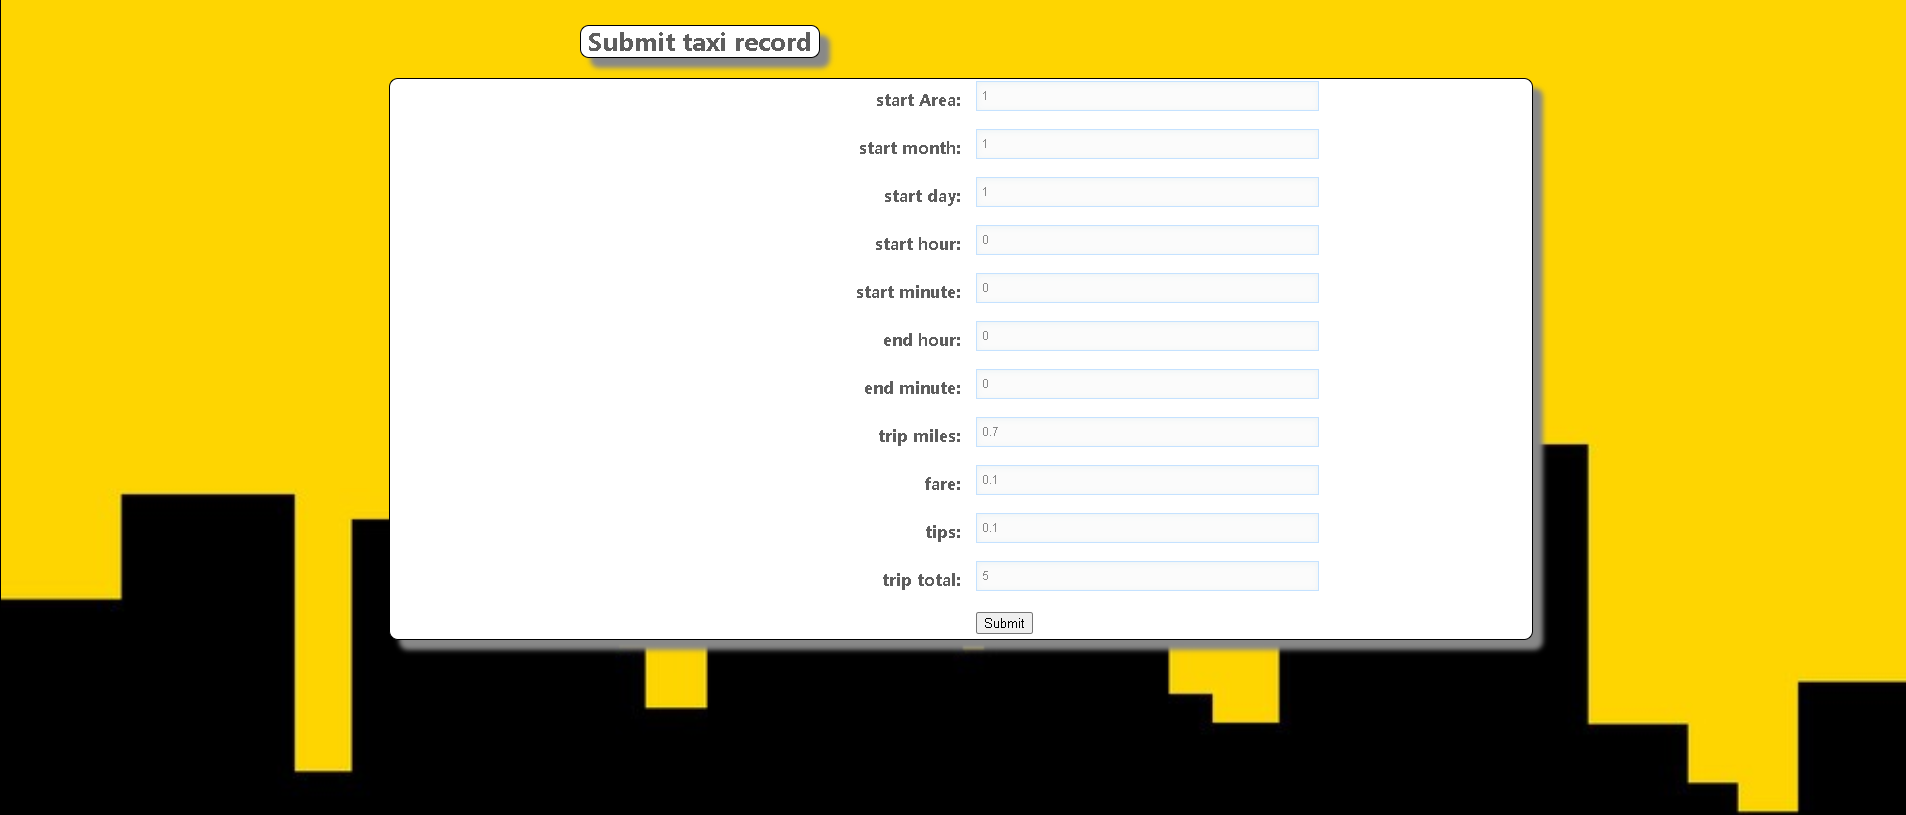 Submit taxi record
start Area: 1
start month: 1
start day: 1
start hour: 0
start minute: 0
end hour: 0
end minute: 0
trip miles: 0.7
fare: 0.1
tips: 0.1
trip total: 5
Submit